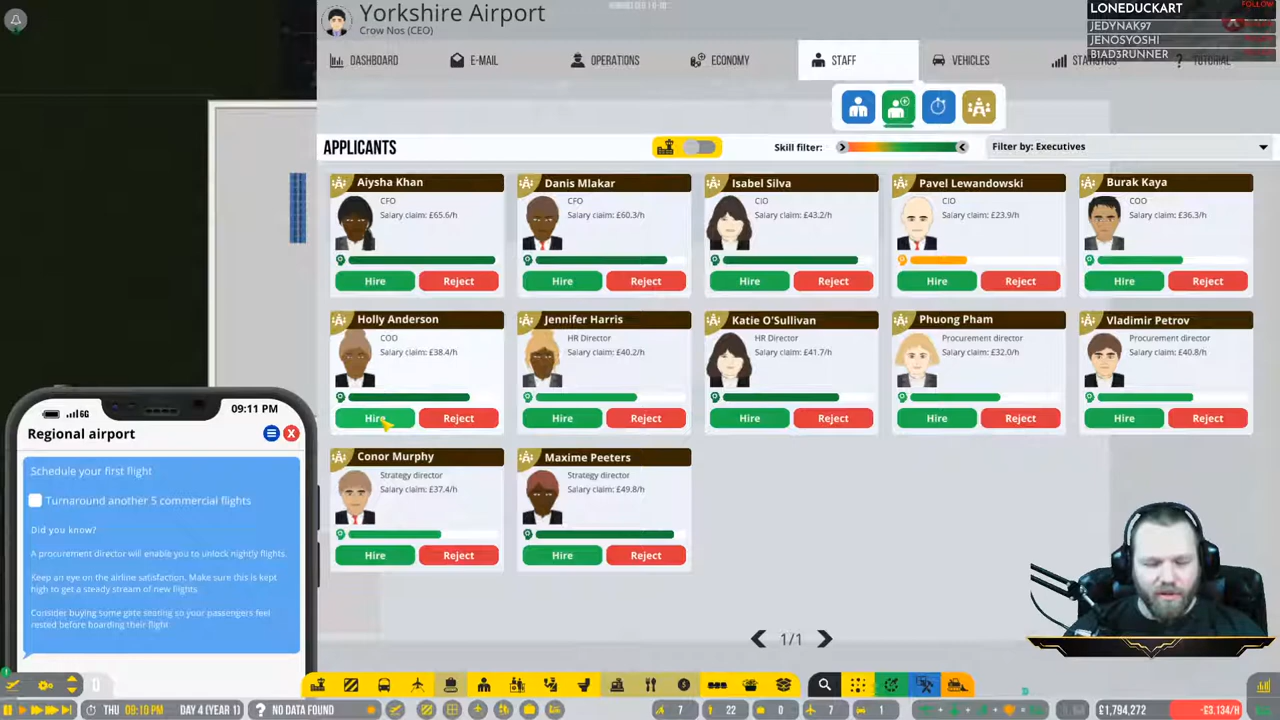 Yorkshire Airport
Crow Nos (CEO)
LONEDUCKART
FOLLOW
JEDYNAK97
JENOSYOSHI
B1AD3RUNNER
DASHBOARD
E-MAIL
OPERATIONS
ECONOMY
STAFF
VEHICLES
TUTORIAL
APPLICANTS
Skill filter:
Filter by: Executives
Aiysha Khan
CFO
Salary claim: £65.6/h
Hire
Reject
Danis Mlakar
CFO
Salary claim: £60.3/h
Hire
Reject
Isabel Silva
CIO
Salary claim: £43.2/h
Hire
Reject
Pavel Lewandowski
CIO
Salary claim: £23.9/h
Hire
Reject
Burak Kaya
COO
Salary claim: £36.3/h
Hire
Reject
Holly Anderson
COO
Salary claim: £38.4/h
Hire
Reject
Jennifer Harris
HR Director
Salary claim: £40.2/h
Hire
Reject
Katie O'Sullivan
HR Director
Salary claim: £41.7/h
Hire
Reject
Phuong Pham
Procurement director
Salary claim: £32.0/h
Hire
Reject
Vladimir Petrov
Procurement director
Salary claim: £40.8/h
Hire
Reject
Conor Murphy
Strategy director
Salary claim: £37.4/h
Hire
Reject
Maxime Peeters
Strategy director
Salary claim: £49.8/h
Hire
Reject
1/1
6G
09:11 PM
Regional airport
Schedule your first flight
Turnaround another 5 commercial flights
Did you know?
A procurement director will enable you to unlock nightly flights.
Keep an eye on the airline satisfaction. Make sure this is kept
high to get a steady stream of new flights
Consider buying some gate seating so your passengers feel
rested before boarding their flight
0
THU
09:10 PM
DAY 4 (YEAR 1)
? NO DATA FOUND
7
22
0
7
1
£1,794,272
-£3.134/H